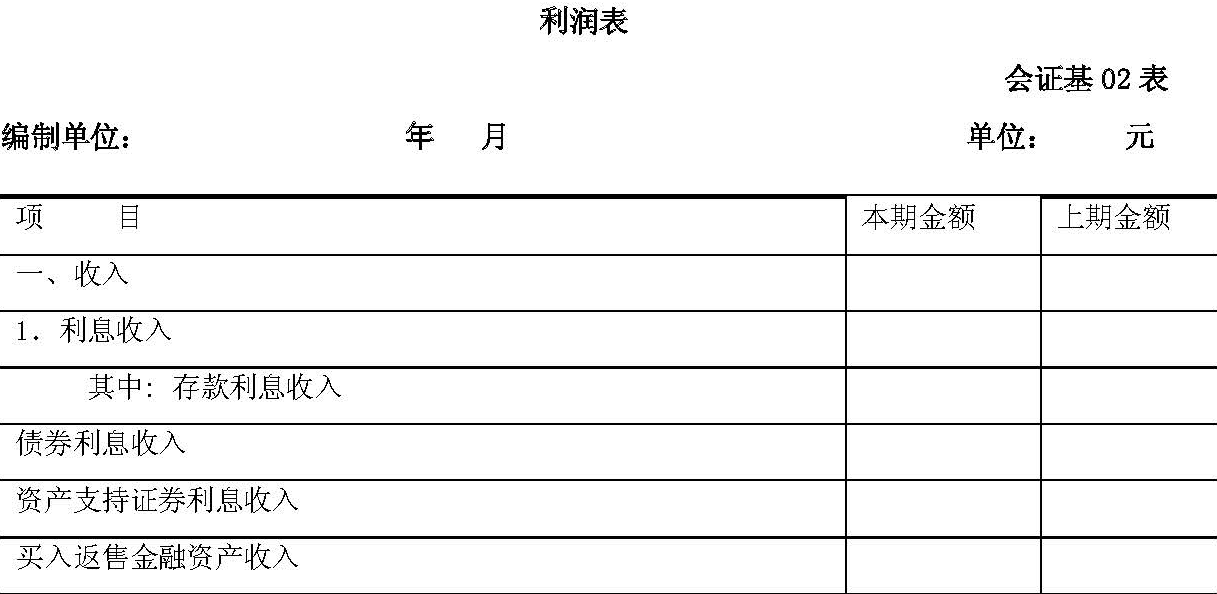 利润表
会证基 02 表
编制单位： 年 月 单位： 元
项 目 本期金额 上期金额
一、收入
1. 利息收入
其中: 存款利息收入
债券利息收入
资产支持证券利息收入
买入返售金融资产收入